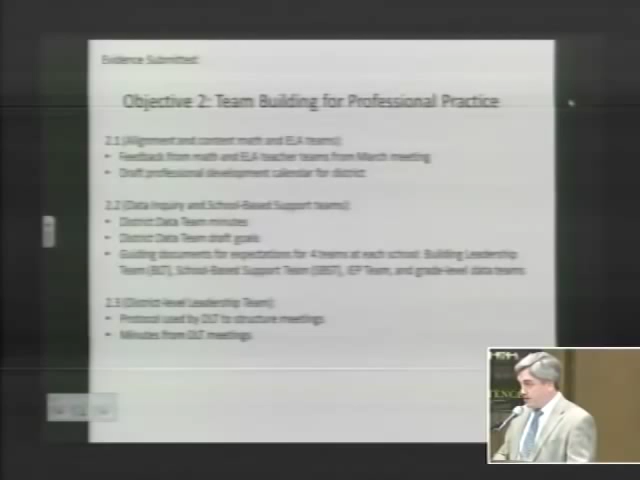 Evidence Submitted:
Objective 2: Team Building for Professional Practice
2.1 (Alignment and content math and ELA teams):
• Feedback from math and ELA teacher teams from March meeting
• Draft professional development calendar for district
2.2 (Data Inquiry and School-Based Support teams):
• District Data Team minutes
• District Data Team draft goals
• Guiding documents for expectations for 4 teams at each school: Building Leadership
Team (BLT), School-Based Support Team (SBST), IEP Team, and grade-level data teams
2.3 (District-level Leadership Team):
• Protocol used by DLT to structure meetings
• Minutes from DLT meetings